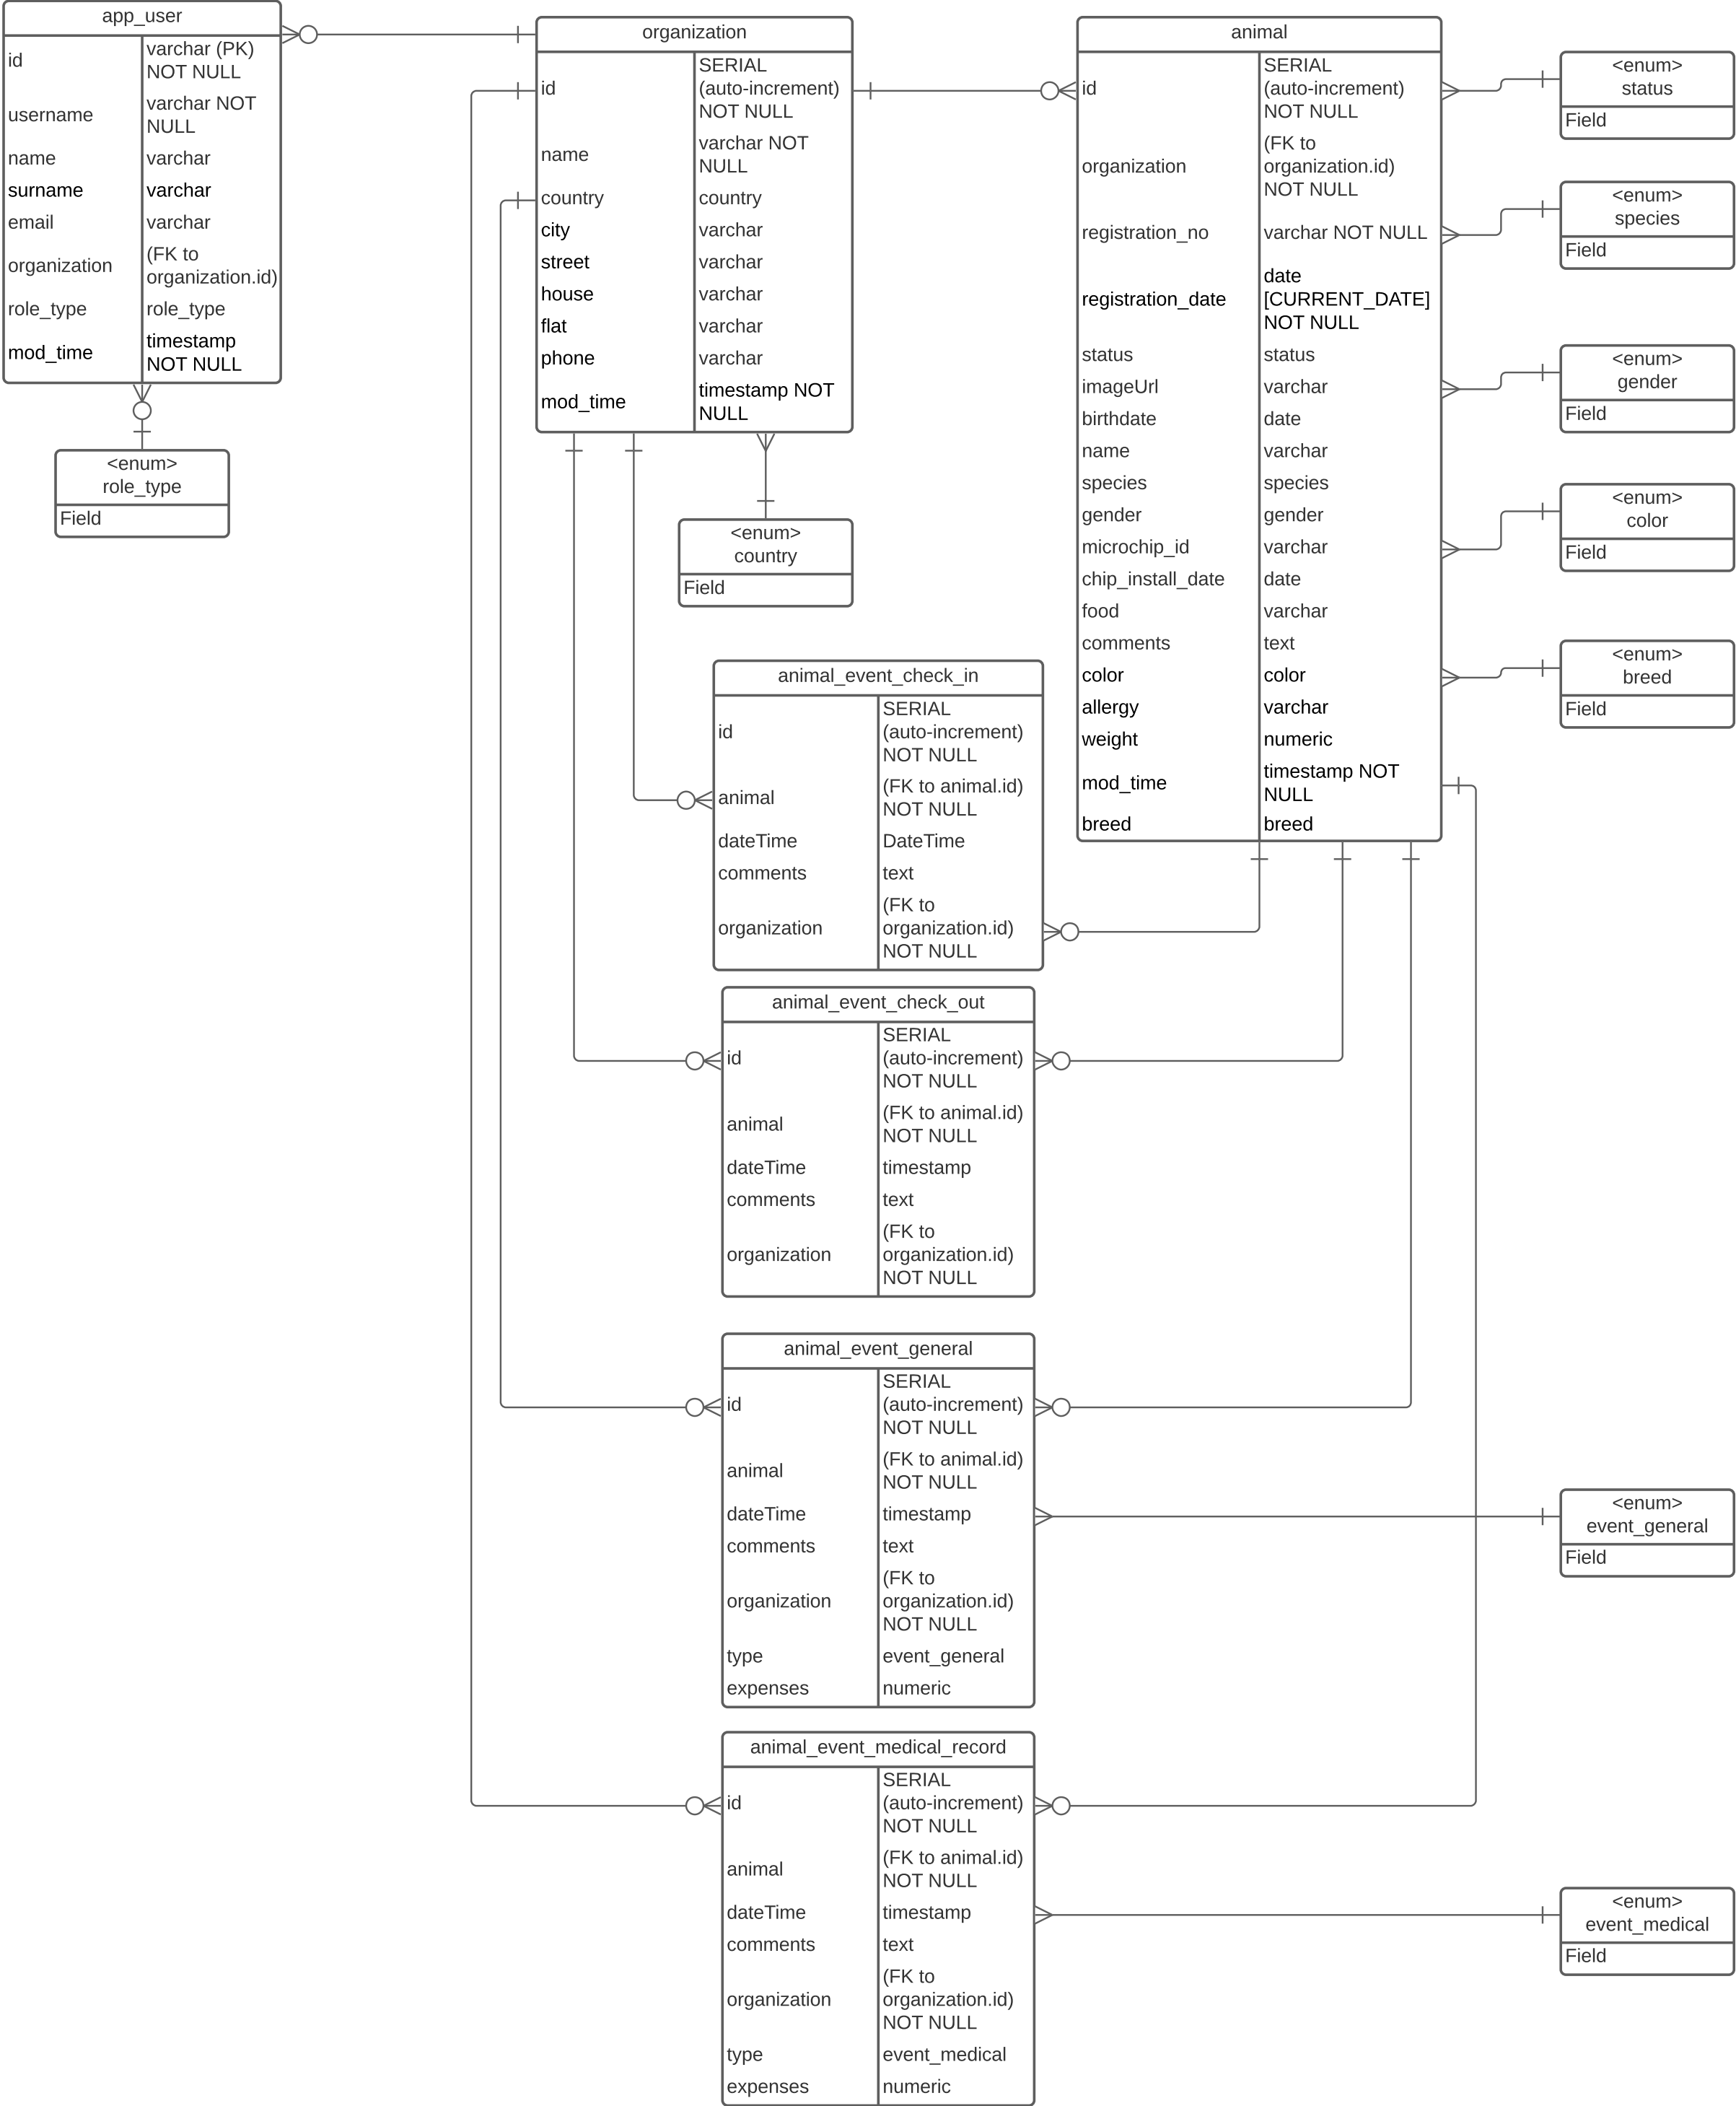 app_user
id
varchar (PK)
NOT NULL
username
varchar NOT
NULL
name
varchar
surname
varchar
email
varchar
organization
(FK to
organization.id)
role_type
role_type
mod_time
timestamp
NOT NULL
<enum>
role_type
Field
organization
id
SERIAL
(auto-increment)
NOT NULL
name
varchar NOT
NULL
country
country
city
varchar
street
varchar
house
varchar
flat
varchar
phone
varchar
mod_time
timestamp NOT
NULL
<enum>
country
Field
animal
id
SERIAL
(auto-increment)
NOT NULL
organization
(FK to
organization.id)
NOT NULL
registration_no
varchar NOT NULL
registration_date
date
[CURRENT_DATE]
NOT NULL
status
status
imageUrl
varchar
birthdate
date
name
varchar
species
species
gender
gender
microchip_id
varchar
chip_install_date
date
food
varchar
comments
text
color
color
allergy
varchar
weight
numeric
mod_time
timestamp NOT
NULL
breed
breed
<enum>
status
Field
<enum>
species
Field
<enum>
gender
Field
<enum>
color
Field
<enum>
breed
Field
animal_event_check_in
id
SERIAL
(auto-increment)
NOT NULL
animal
(FK to animal.id)
NOT NULL
dateTime
DateTime
comments
text
organization
(FK to
organization.id)
NOT NULL
animal_event_check_out
id
SERIAL
(auto-increment)
NOT NULL
animal
(FK to animal.id)
NOT NULL
dateTime
timestamp
comments
text
organization
(FK to
organization.id)
NOT NULL
animal_event_general
id
SERIAL
(auto-increment)
NOT NULL
animal
(FK to animal.id)
NOT NULL
dateTime
timestamp
comments
text
organization
(FK to
organization.id)
NOT NULL
type
event_general
expenses
numeric
<enum>
event_general
Field
animal_event_medical_record
id
SERIAL
(auto-increment)
NOT NULL
animal
(FK to animal.id)
NOT NULL
dateTime
timestamp
comments
text
organization
(FK to
organization.id)
NOT NULL
type
event_medical
expenses
numeric
<enum>
event_medical
Field